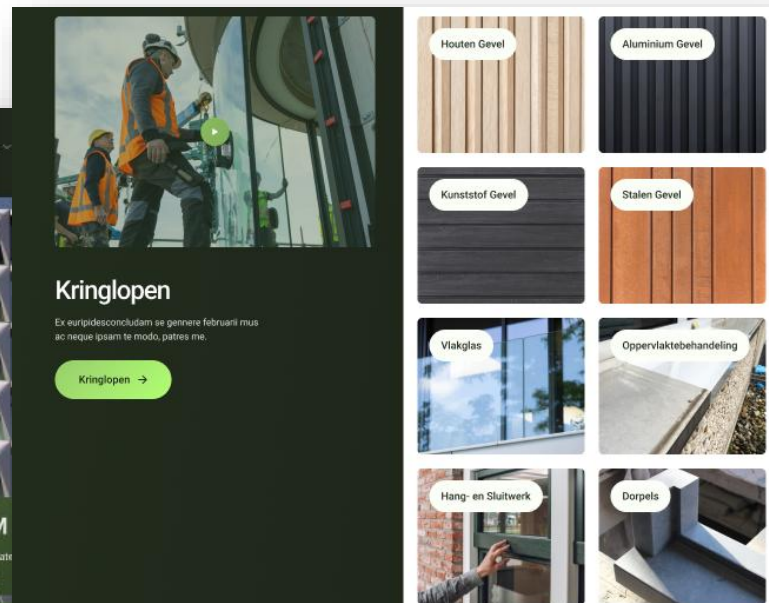 Kringlopen
Ex euripidesconcludam se gennere februarii mus
ac neque ipsam te modo, patres me.
Kringlopen
Houten Gevel
Aluminium Gevel
Kunststof Gevel
Stalen Gevel
Vlakglas
Oppervlaktebehandeling
Hang- en Sluitwerk
Dorpels